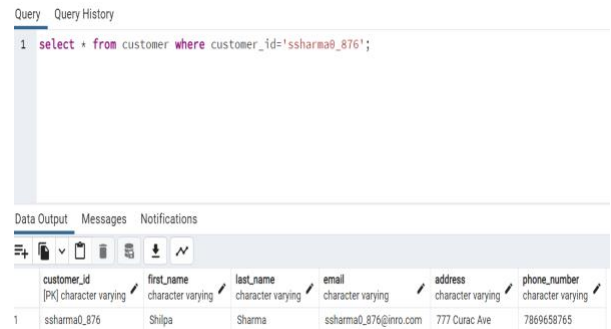 Query Query History
1 select * from customer where customer_id='ssharma0_876';
Data Output Messages Notifications
customer_id first_name last_name email address phone_number
[PK] character varying character varying character varying character varying character varying character varying
1 ssharma0_876 Shilpa Sharma ssharma0_876@inro.com 777 Curac Ave 7869658765